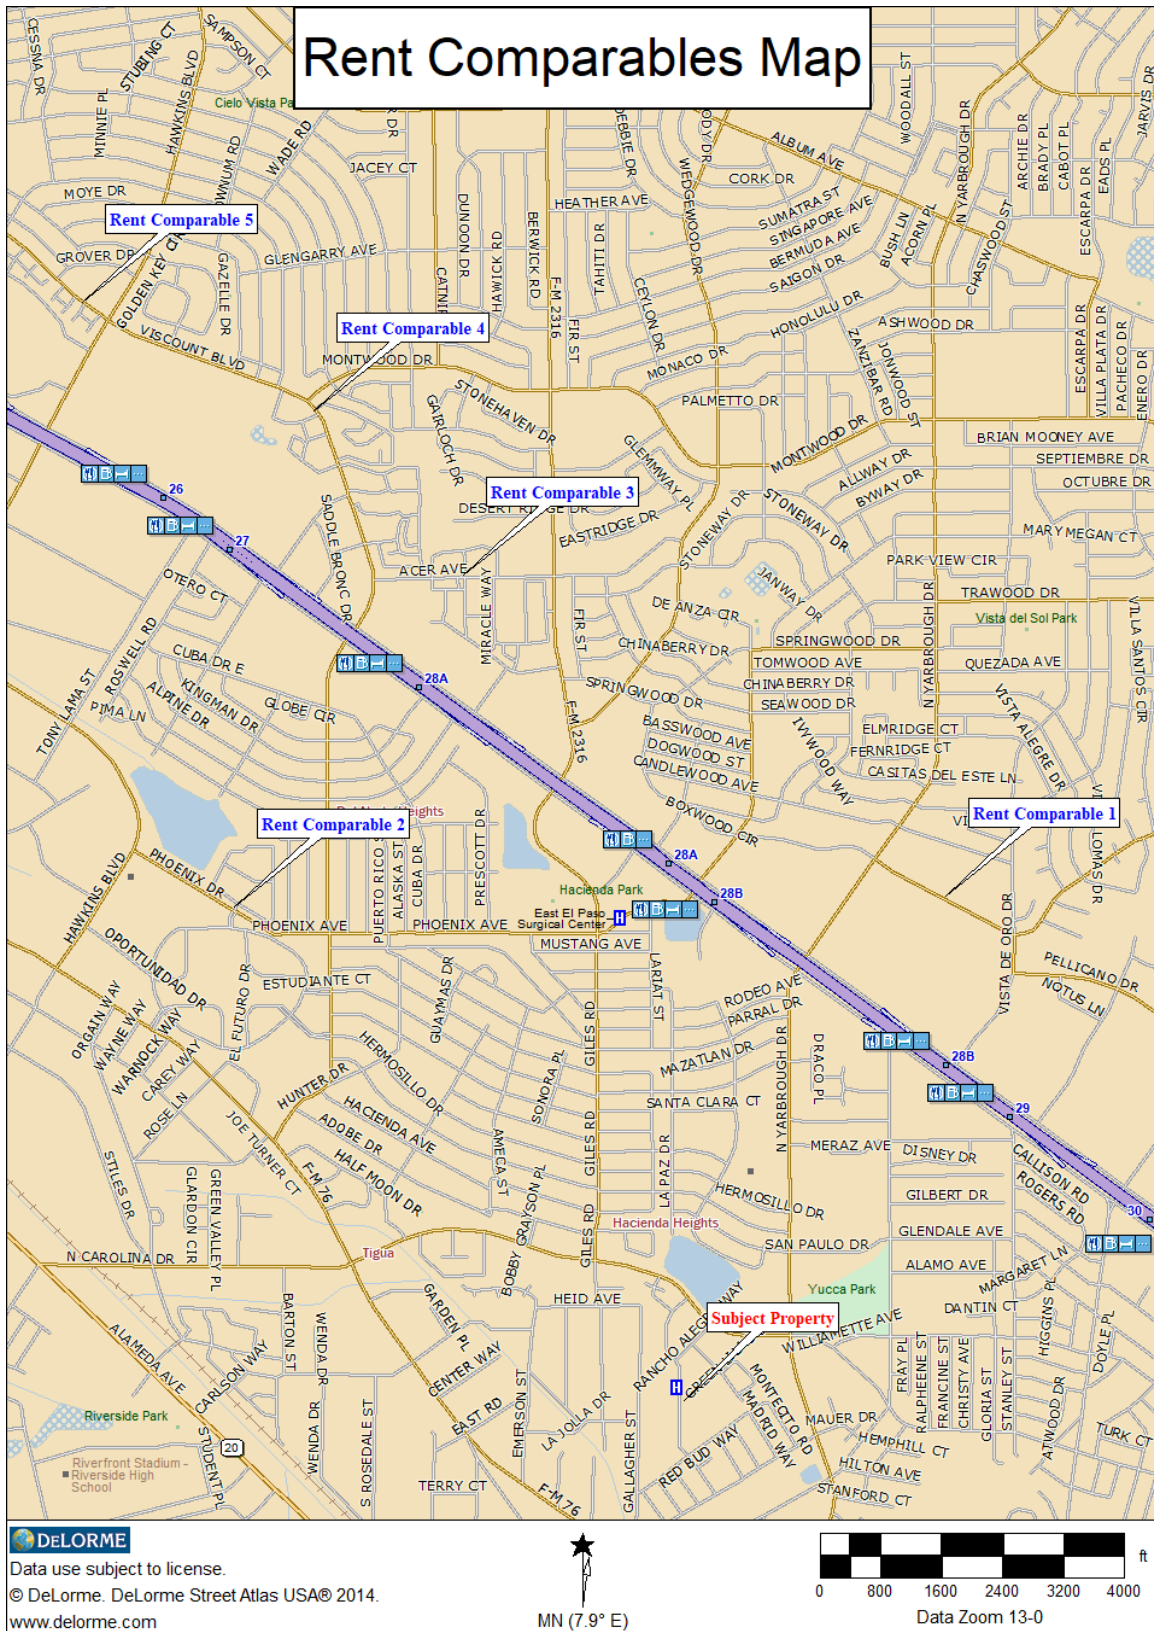 Rent Comparables Map
CESSNA DR
STUBING CT
SAMPSON CT
MINNIE PL
HAWKINS BLVD
Cielo Vista Pa
WADE RD
JACEY CT
MOYE DR
Rent Comparable 5
GROVER DR
GOLDEN KEY CIR
GAZELLE DR
GLENGARRY AVE
DUNOON DR
HAWICK RD
BERWICK RD
HEATHER AVE
F-M 2316
TAHITI DR
DEBBIE DR
WEDGEWOOD DR
CORK DR
ALBUM AVE
WOODALL ST
N YARBROUGH DR
ARCHIE DR
BRADY PL
CABOT PL
EADS PL
JARVIS DR
SUMATRA ST
SINGAPORE AVE
BERMUDA AVE
SAIGON DR
BUSH LN
ACORN PL
CHASWOOD ST
ESCARPA DR
HONOLULU DR
ASHWOOD DR
CEYLON DR
FIR ST
Rent Comparable 4
VISCOUNT BLVD
MONTWOOD DR
MONACO DR
ZANZIBAR RD
JONWOOD ST
ESCARPA DR
VILLA PLATA DR
PACHECO DR
ENERO DR
STONEHAVEN DR
GAIRLOCH DR
PALMETTO DR
GLEMMWAY PL
MONTWOOD DR
BRIAN MOONEY AVE
SEPTIEMBRE DR
OCTUBRE DR
ALLWAY DR
BYWAY DR
26
27
SADDLE BRONC DR
Rent Comparable 3
EASTRIDGE DR
STONEWAY DR
STONEWAY DR
MARY MEGAN CT
PARK VIEW CIR
ACER AVE
MIRACLE WAY
OTERO CT
FIR ST
DE ANZA CIR
JANWAY DR
TRAWOOD DR
Vista del Sol Park
ROSWELL RD
TONY LAMA ST
CUBA DR E
KINGMAN DR
ALPINE DR
PIMA LN
GLOBE CIR
28A
CHINABERRY DR
SPRINGWOOD DR
TOMWOOD AVE
CHINABERRY DR
SEAWOOD DR
N YARBROUGH DR
QUEZADA AVE
VILLA SANTOS CIR
SPRINGWOOD DR
F-M 2316
BASSWOOD AVE
DOGWOOD ST
CANDLEWOOD AVE
IVYWOOD WAY
ELMRIDGE CT
FERNRIDGE CT
CASITAS DEL ESTE LN
VISTA ALEGRE DR
BOXWOOD CIR
Rent Comparable 1
Rent Comparable 2
PHOENIX DR
HAWKINS BLVD
PUERTO RICO S
ALASKA ST
CUBA DR
PRESCOTT DR
28A
28B
Hacienda Park
East El Paso
Surgical Center
H
PHOENIX AVE
PHOENIX AVE
MUSTANG AVE
VISTA DE ORO DR
PELLICANO DR
NOTUS LN
OPORTUNIDAD DR
ESTUDIANTE CT
EL FUTURO DR
GUAYMAS DR
LARIAT ST
RODEO AVE
PARRAL DR
ORGAIN WAY
WAYNE WAY
WARNOCK WAY
CAREY WAY
ROSE LN
HUNTER DR
HERMOSILLO DR
GILES RD
MAZATLAN DR
N YARBROUGH DR
DRACO PL
28B
29
SONORA PL
SANTA CLARA CT
HACIENDA AVE
ADOBE DR
HALF MOON DR
JOE TURNER CT
F-M 76
AMECA ST
GILES RD
LA PAZ DR
MERAZ AVE
DISNEY DR
CALLISON RD
ROGERS RD
STILES DR
GLARDON CIR
GREEN VALLEY PL
BOBBY GRAYSON PL
GILES RD
HERMOSILLO DR
Hacienda Heights
GILBERT DR
GLENDALE AVE
30
N CAROLINA DR
Tigua
SAN PAULO DR
ALAMO AVE
MARGARET LN
Yucca Park
HEID AVE
Subject Property
DANTIN CT
WILLIAMETTE AVE
HIGGINS PL
DOYLE PL
ALAMEDA AVE
BARTON ST
WENDA DR
GARDEN PL
CENTER WAY
RANCHO ALEGRE WAY
H
MONTECITO RD
MADRID WAY
FRAY PL
RALPHEENE ST
FRANCINE ST
CHRISTY AVE
GLORIA ST
STANLEY ST
CARLSON WAY
Riverside Park
WENDA DR
S ROSEDALE ST
EAST RD
EMERSON ST
LA JOLLA DR
GALLAGHER ST
RED BUD WAY
MAUER DR
HEMPHILL CT
HILTON AVE
STANFORD CT
ATWOOD DR
TURK CT
20
Riverfront Stadium -
Riverside High
School
STUDENT PL
TERRY CT
F-M 76
DELORME
Data use subject to license.
© DeLorme. DeLorme Street Atlas USA® 2014.
www.delorme.com
MN (7.9° E)
ft
0 800 1600 2400 3200 4000
Data Zoom 13-0